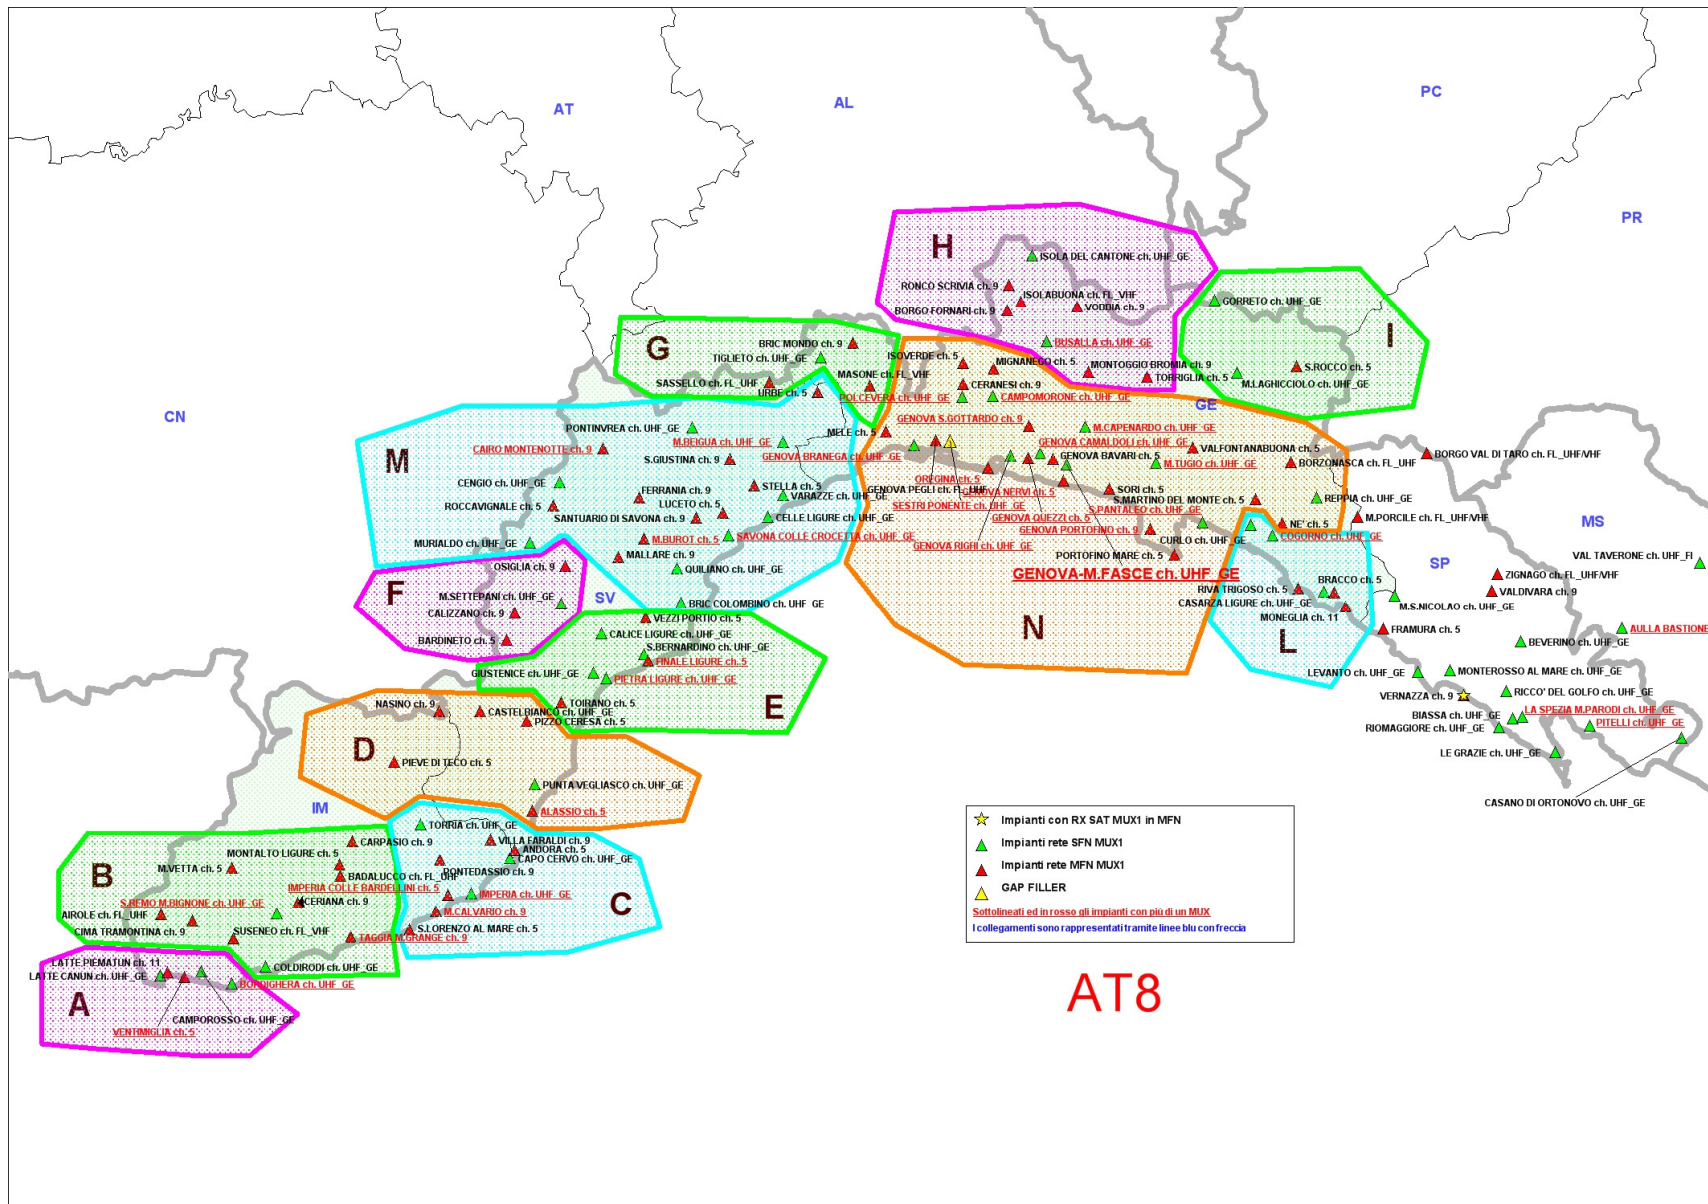 AT
AL
PC
PR
CN
GE
MS
SP
SV
IM
H
ISOLA DEL CANTONE ch. UHF_GE
RONCO SCRIVIA ch. 9
ISOLABUONA ch. FL_VHF
BORGO FORNARI ch. 9
VOBBIA ch. 9
BUSALLA ch. UHF_GE
MONTOGGIO BROMIA ch. 9
TORRIGLIA ch. 5
I
GORRETO ch. UHF_GE
S.ROCCO ch. 5
M.LAGHICCIOLO ch. UHF_GE
G
BRIC MONDO ch. 9
TIGLIETO ch. UHF_GE
SASSELLO ch. FL_UHF
MASONE ch. FL_VHF
URBE ch. 5
M
PONTINVREA ch. UHF_GE
M.BEIGUA ch. UHF_GE
CAIRO MONTENOTTE ch. 9
S.GIUSTINA ch. 9
CENGIO ch. UHF_GE
FERRANIA ch. 9
STELLA ch. 5
VARAZZE ch. UHF_GE
ROCCAVIGNALE ch. 5
LUCETO ch. 5
SANTUARIO DI SAVONA ch. 9
CELLE LIGURE ch. UHF_GE
MURIALDO ch. UHF_GE
M.BUROT ch. 5
SAVONA COLLE CROCETTA ch. UHF_GE
MALLARE ch. 9
QUILIANO ch. UHF_GE
BRIC COLOMBINO ch. UHF_GE
F
OSIGLIA ch. 9
M.SETTEPANI ch. UHF_GE
CALIZZANO ch. 9
BARDINETO ch. 5
E
VEZZI PORTIO ch. 5
CALICE LIGURE ch. UHF_GE
S.BERNARDINO ch. UHF_GE
FINALE LIGURE ch. 5
GIUSTENICE ch. UHF_GE
PIETRA LIGURE ch. UHF_GE
TOIRANO ch. 5
D
NASINO ch. 9
CASTELBIANCO ch. UHF_GE
PIZZO CERESA ch. 5
PIEVE DI TECO ch. 5
PUNTA VEGLIASCO ch. UHF_GE
ALASSIO ch. 5
C
TORRIA ch. UHF_GE
VILLA FARALDI ch. 9
ANDORA ch. 5
CAPO CERVO ch. UHF_GE
PONTEDASSIO ch. 9
IMPERIA COLLE BARDELLINI ch. 5
IMPERIA ch. UHF_GE
M.CALVARIO ch. 9
S.LORENZO AL MARE ch. 5
B
CARPASIO ch. 9
MONTALTO LIGURE ch. 5
M.VETTA ch. 5
BADALUCCO ch. FL_UHF
S.REMO M.BIGNONE ch. UHF_GE
CERIANA ch. 9
AIROLE ch. FL_UHF
CIMA TRAMONTINA ch. 9
SUSENEO ch. FL_VHF
TAGGIA M.GRANGE ch. 9
COLDIRODI ch. UHF_GE
A
LATTE PIEMATUN ch. 11
LATTE CANUN ch. UHF_GE
BORDIGHERA ch. UHF_GE
CAMPOROSSO ch. UHF_GE
VENTIMIGLIA ch. 5
N
ISOVERDE ch. 5
MIGNANEGO ch. 5
CERANESI ch. 9
POLCEVERA ch. UHF_GE
CAMPOMORONE ch. UHF_GE
GENOVA S.GOTTARDO ch. 9
M.CAPENARDO ch. UHF_GE
MELE ch. 5
GENOVA CAMALDOLI ch. UHF_GE
VALFONTANABUONA ch. 5
GENOVA BRANEGA ch. UHF_GE
GENOVA BAVARI ch. 5
M.TUGIO ch. UHF_GE
BORZONASCA ch. FL_UHF
OREGINA ch. 5
GENOVA PEGLI ch. FL_UHF
GENOVA NERVI ch. 5
SORI ch. 5
S.MARTINO DEL MONTE ch. 5
REPPIA ch. UHF_GE
SESTRI PONENTE ch. UHF_GE
S.PANTALEO ch. UHF_GE
GENOVA QUEZZI ch. 5
GENOVA PORTOFINO ch. 9
NE' ch. 5
CURLO ch. UHF_GE
COGORNO ch. UHF_GE
GENOVA RIGHI ch. UHF_GE
PORTOFINO MARE ch. 5
GENOVA-M.FASCE ch. UHF_GE
L
BRACCO ch. 5
RIVA TRIGOSO ch. 5
CASARZA LIGURE ch. UHF_GE
MONEGLIA ch. 11
BORGO VAL DI TARO ch. FL_UHF/VHF
M.PORCILE ch. FL_UHF/VHF
VAL TAVERONE ch. UHF_FI
ZIGNAGO ch. FL_UHF/VHF
VALDIVARA ch. 9
M.S.NICOLAO ch. UHF_GE
FRAMURA ch. 5
AULLA BASTIONE
BEVERINO ch. UHF_GE
LEVANTO ch. UHF_GE
MONTEROSSO AL MARE ch. UHF_GE
VERNAZZA ch. 9
RICCO' DEL GOLFO ch. UHF_GE
BIASSA ch. UHF_GE
LA SPEZIA M.PARODI ch. UHF_GE
RIOMAGGIORE ch. UHF_GE
PITELLI ch. UHF_GE
LE GRAZIE ch. UHF_GE
CASANO DI ORTONOVO ch. UHF_GE
Impianti con RX SAT MUX1 in MFN
Impianti rete SFN MUX1
Impianti rete MFN MUX1
GAP FILLER
Sottolineati ed in rosso gli impianti con più di un MUX
I collegamenti sono rappresentati tramite linee blu con freccia
AT8